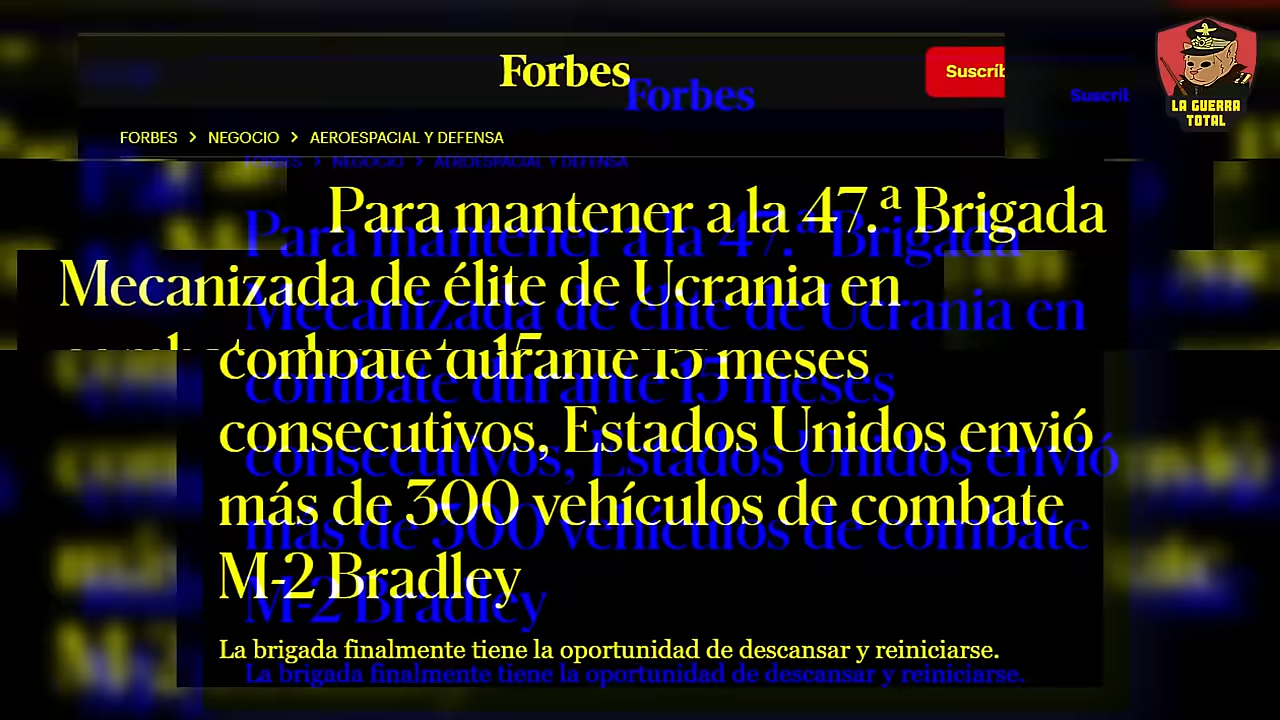 Forbes
Suscrib
LA GUERRA
TOTAL
FORBES > NEGOCIO > AEROESPACIAL Y DEFENSA
Para mantener a la 47.ª Brigada
Mecanizada de élite de Ucrania en
combate durante 15 meses
consecutivos, Estados Unidos envió
más de 300 vehículos de combate
M-2 Bradley
La brigada finalmente tiene la oportunidad de descansar y reiniciarse.